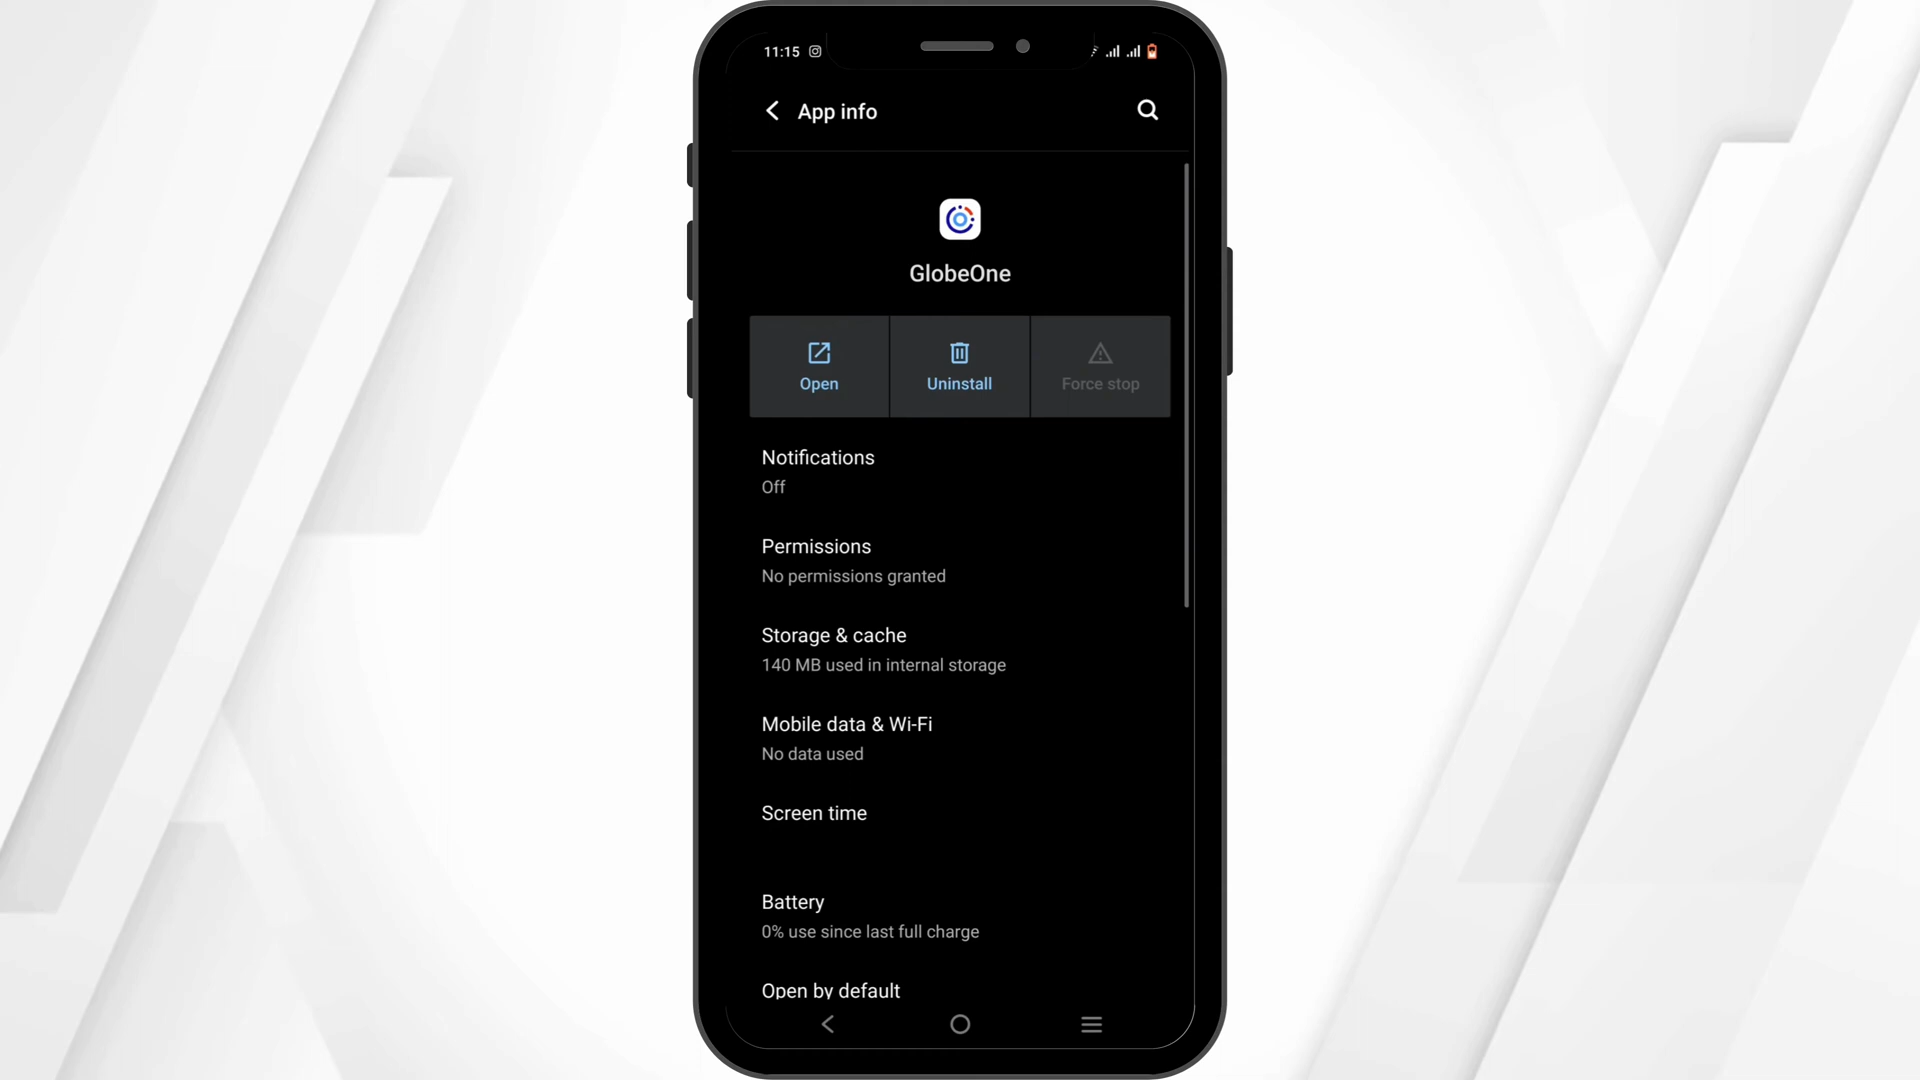 11:15
App info
GlobeOne
Open
Uninstall
Force stop
Notifications
Off
Permissions
No permissions granted
Storage & cache
140 MB used in internal storage
Mobile data & Wi-Fi
No data used
Screen time
Battery
0% use since last full charge
Open by default